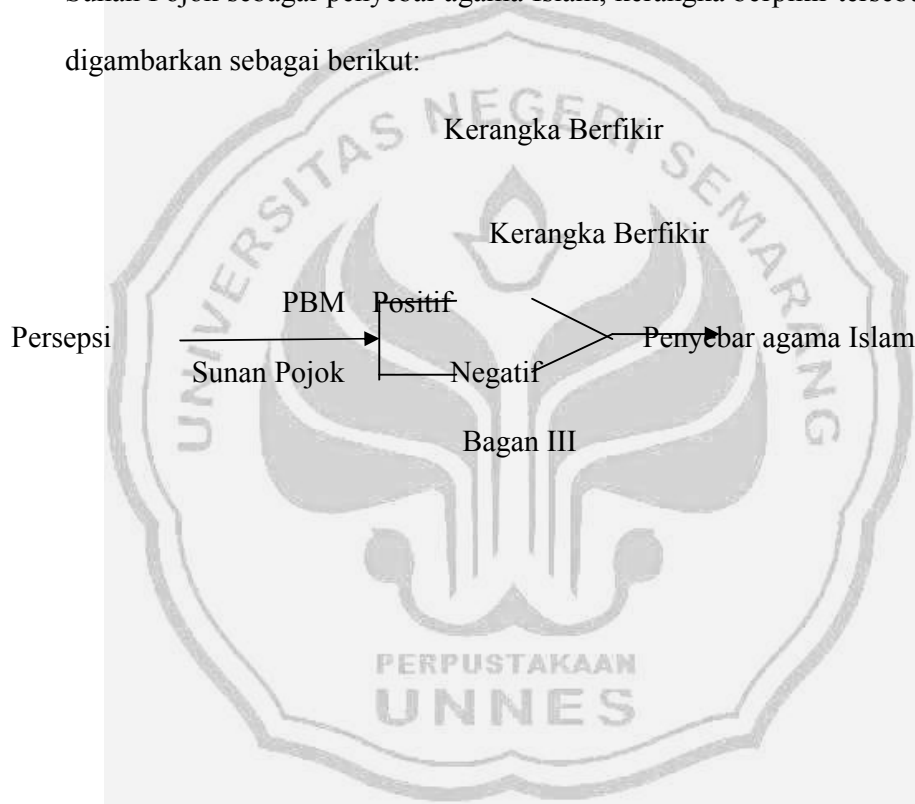 Sunan Pojok sebagai penyebar agama Islam, kerangka berpikir
digambarkan sebagai berikut:
UNIVERSITAS NEGERI SEMARANG
Kerangka Berfikir
Kerangka Berfikir
PBM Positif
Persepsi Penyebar agama Islam
Sunan Pojok Negatif
Bagan III
PERPUSTAKAAN
UNNES